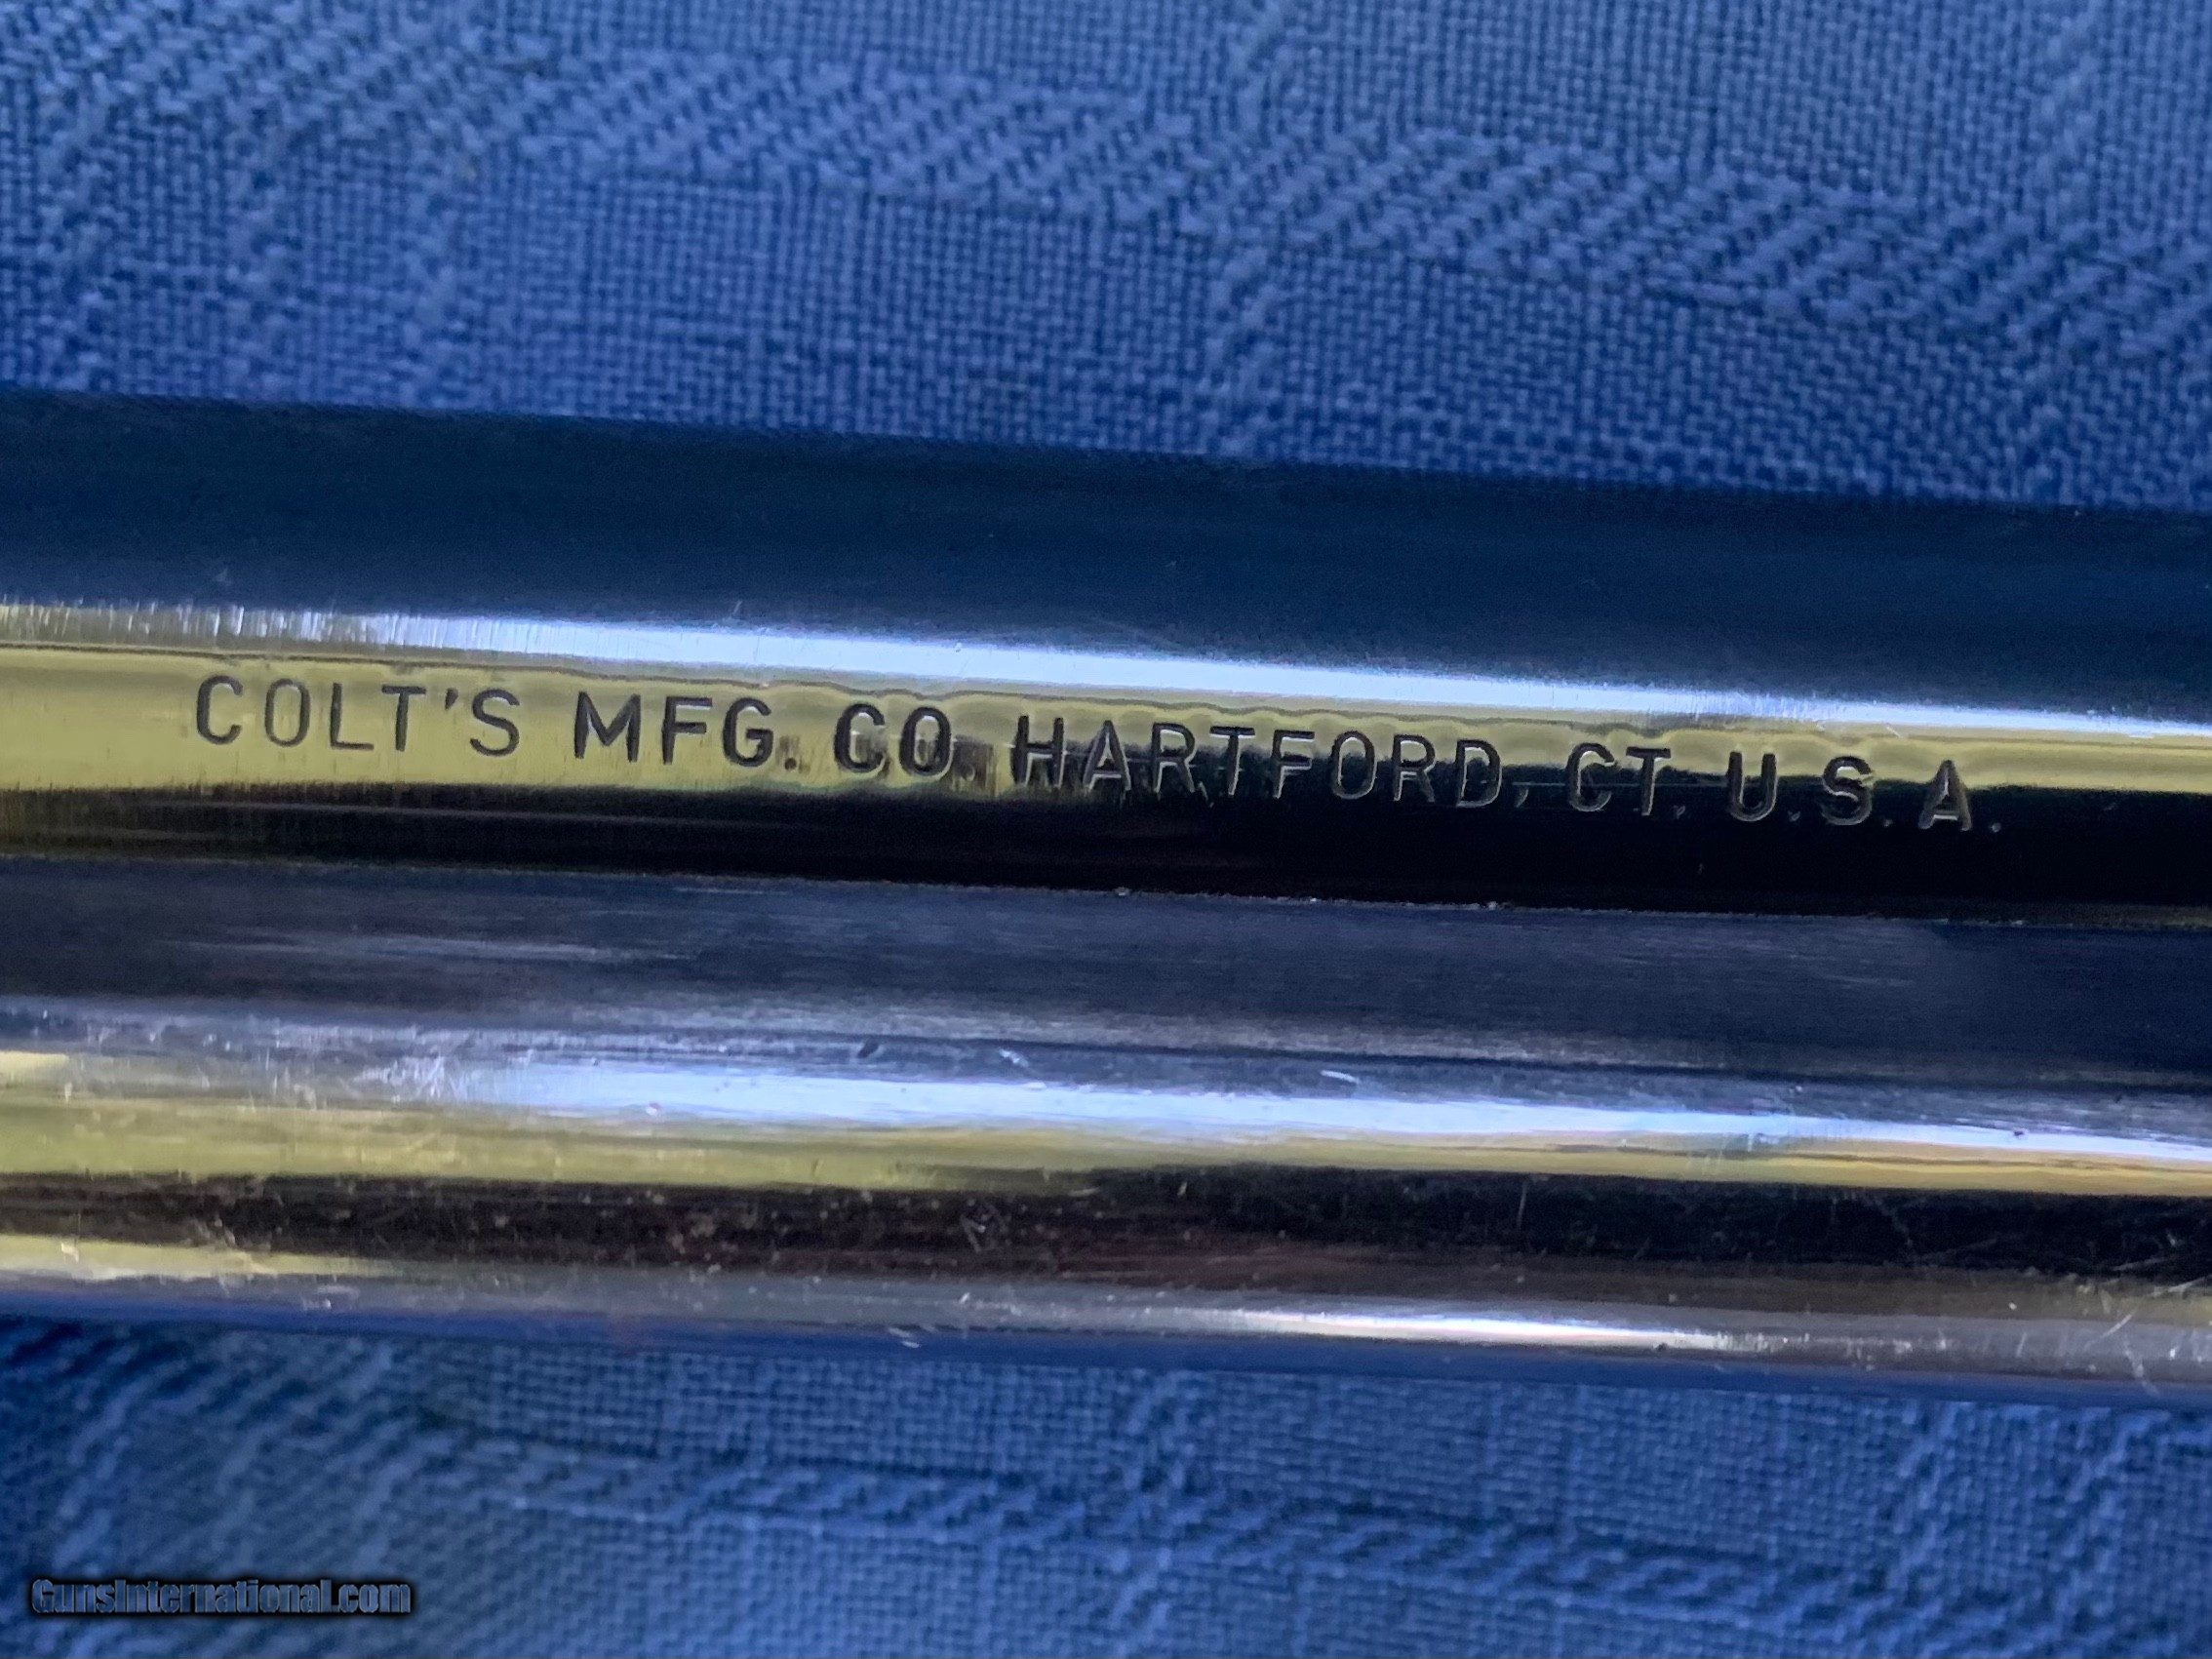 COLT'S MFG. CO. HARTFORD, CT. U.S.A.
GunsInternational.com